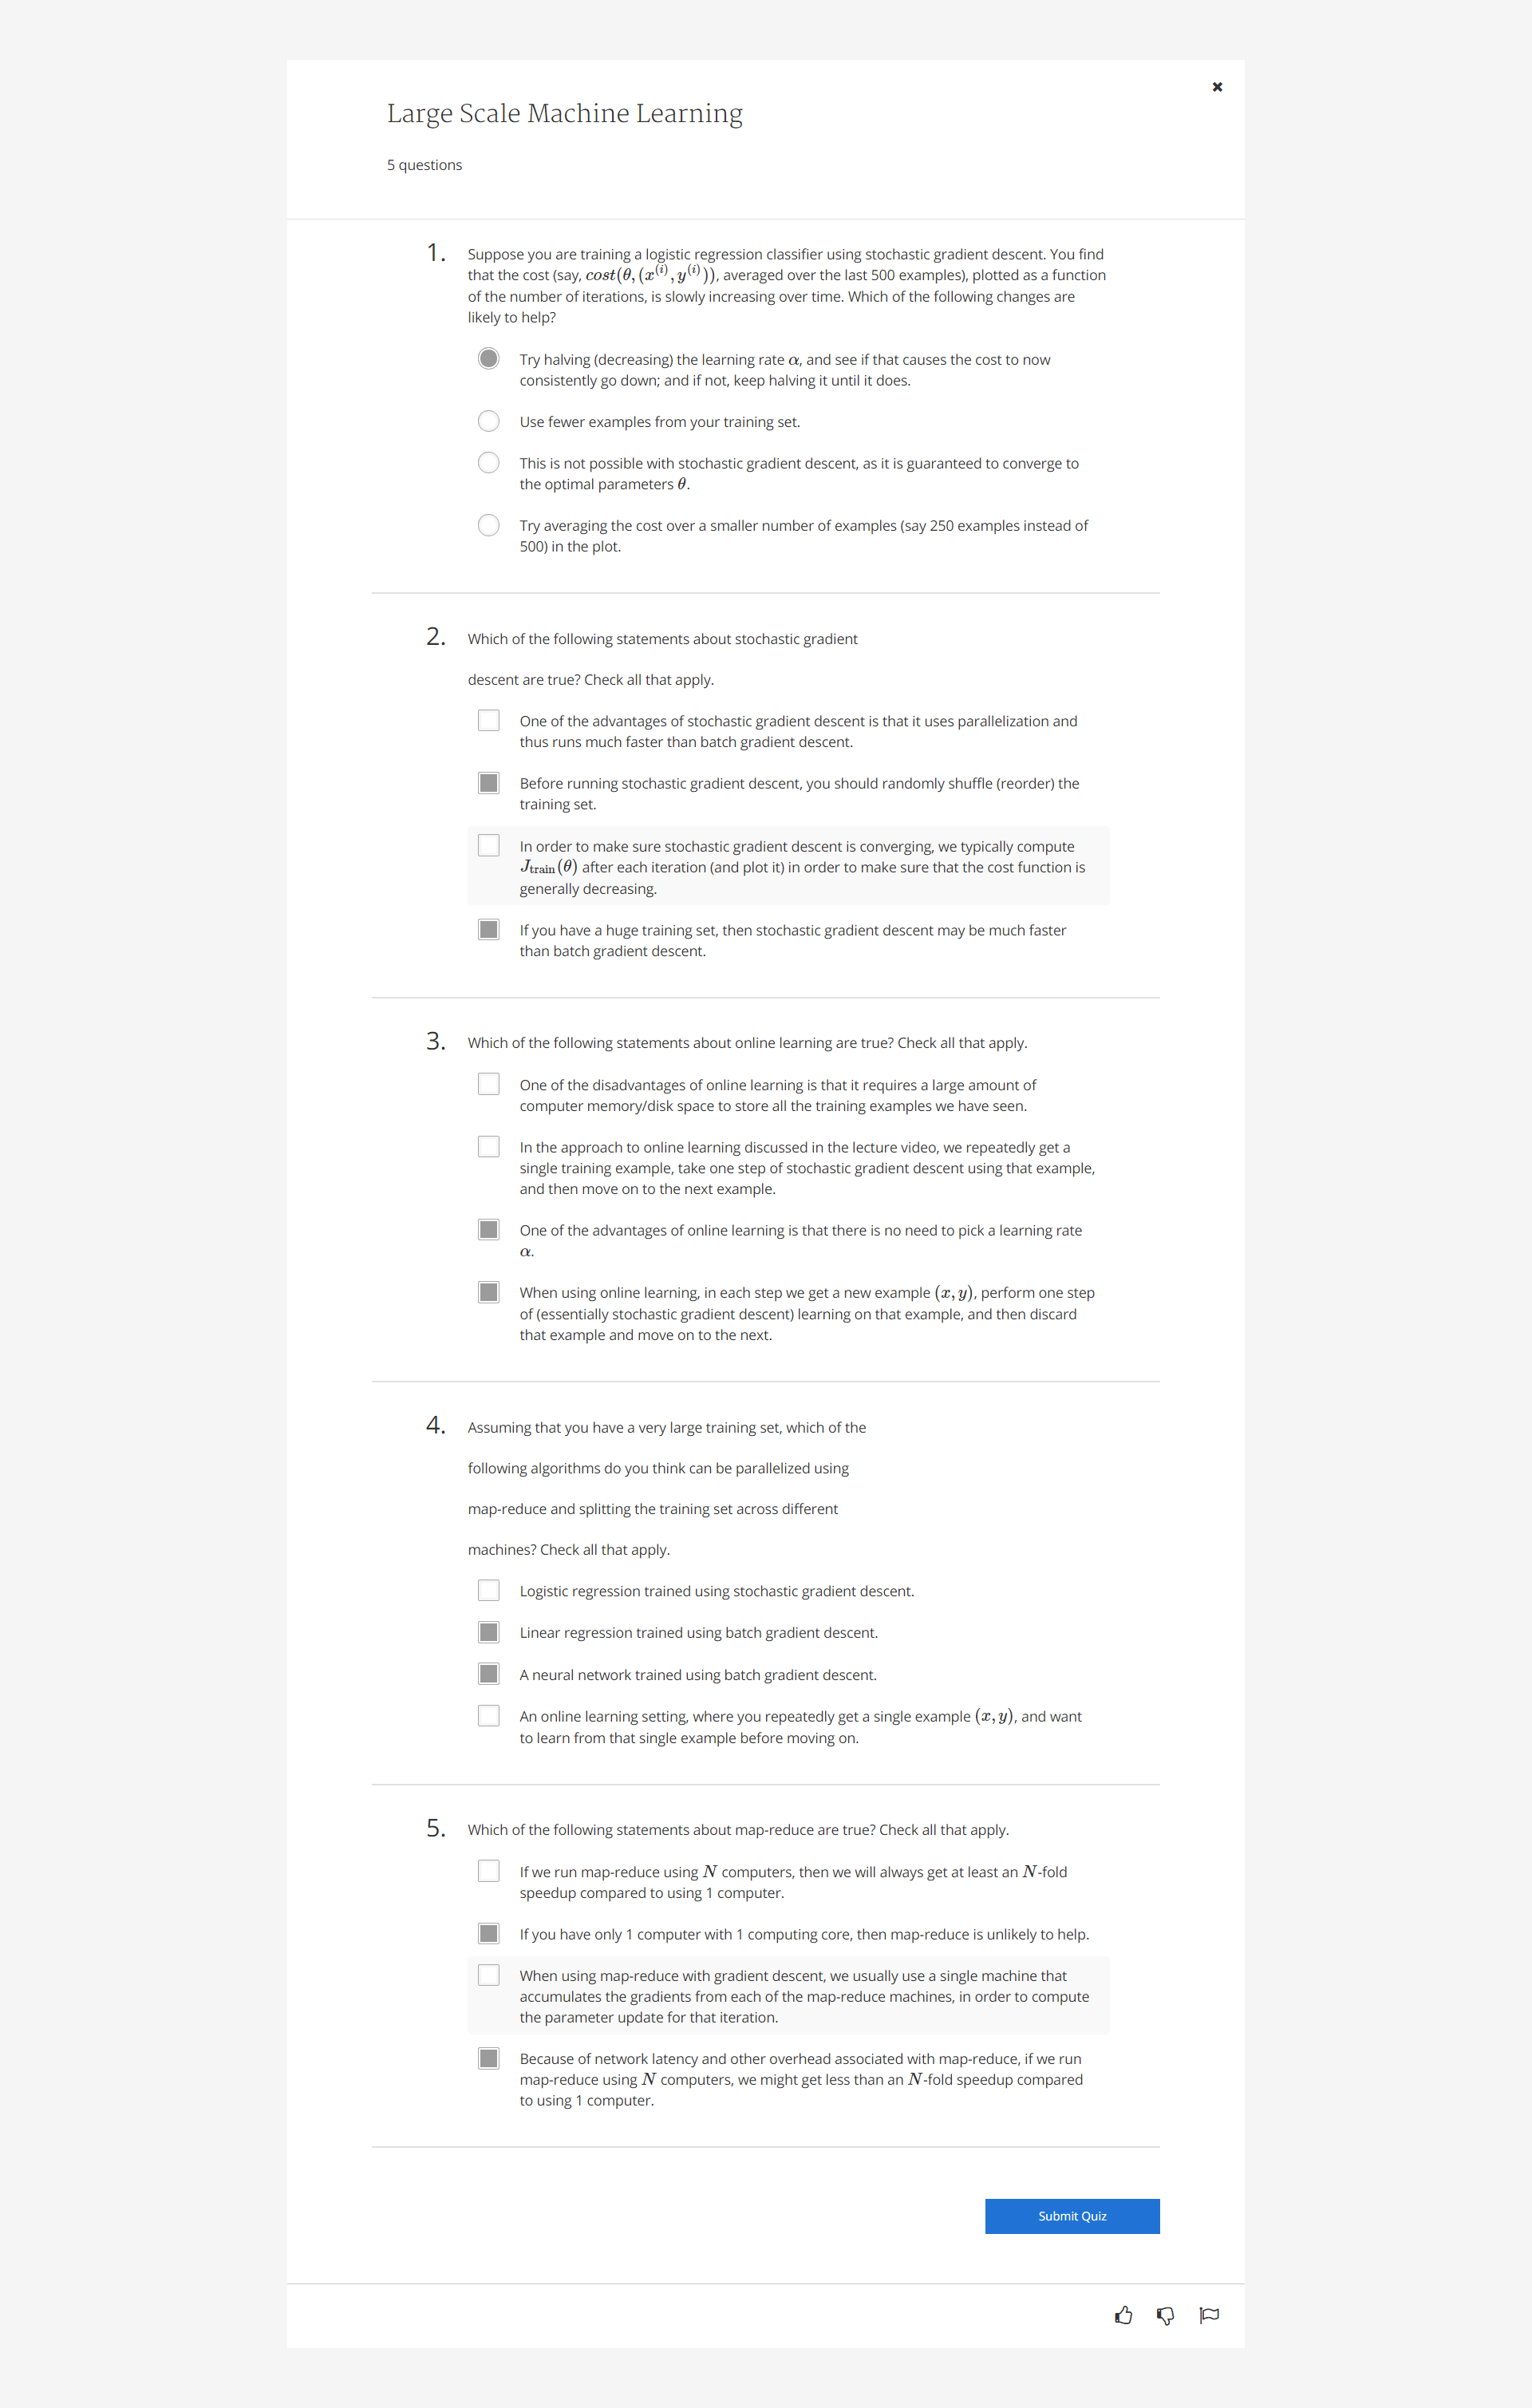 Large Scale Machine Learning
5 questions
1. Suppose you are training a logistic regression classifier using stochastic gradient descent. You find
that the cost (say, cost(θ, (x^(i), y^(i))), averaged over the last 500 examples), plotted as a function
of the number of iterations, is slowly increasing over time. Which of the following changes are
likely to help?
Try halving (decreasing) the learning rate α, and see if that causes the cost to now
consistently go down; and if not, keep halving it until it does.
Use fewer examples from your training set.
This is not possible with stochastic gradient descent, as it is guaranteed to converge to
the optimal parameters θ.
Try averaging the cost over a smaller number of examples (say 250 examples instead of
500) in the plot.
2. Which of the following statements about stochastic gradient
descent are true? Check all that apply.
One of the advantages of stochastic gradient descent is that it uses parallelization and
thus runs much faster than batch gradient descent.
Before running stochastic gradient descent, you should randomly shuffle (reorder) the
training set.
In order to make sure stochastic gradient descent is converging, we typically compute
J_train(θ) after each iteration (and plot it) in order to make sure that the cost function is
generally decreasing.
If you have a huge training set, then stochastic gradient descent may be much faster
than batch gradient descent.
3. Which of the following statements about online learning are true? Check all that apply.
One of the disadvantages of online learning is that it requires a large amount of
computer memory/disk space to store all the training examples we have seen.
In the approach to online learning discussed in the lecture video, we repeatedly get a
single training example, take one step of stochastic gradient descent using that example,
and then move on to the next example.
One of the advantages of online learning is that there is no need to pick a learning rate
α.
When using online learning, in each step we get a new example (x, y), perform one step
of (essentially stochastic gradient descent) learning on that example, and then discard
that example and move on to the next.
4. Assuming that you have a very large training set, which of the
following algorithms do you think can be parallelized using
map-reduce and splitting the training set across different
machines? Check all that apply.
Logistic regression trained using stochastic gradient descent.
Linear regression trained using batch gradient descent.
A neural network trained using batch gradient descent.
An online learning setting, where you repeatedly get a single example (x, y), and want
to learn from that single example before moving on.
5. Which of the following statements about map-reduce are true? Check all that apply.
If we run map-reduce using N computers, then we will always get at least an N-fold
speedup compared to using 1 computer.
If you have only 1 computer with 1 computing core, then map-reduce is unlikely to help.
When using map-reduce with gradient descent, we usually use a single machine that
accumulates the gradients from each of the map-reduce machines, in order to compute
the parameter update for that iteration.
Because of network latency and other overhead associated with map-reduce, if we run
map-reduce using N computers, we might get less than an N-fold speedup compared
to using 1 computer.
Submit Quiz